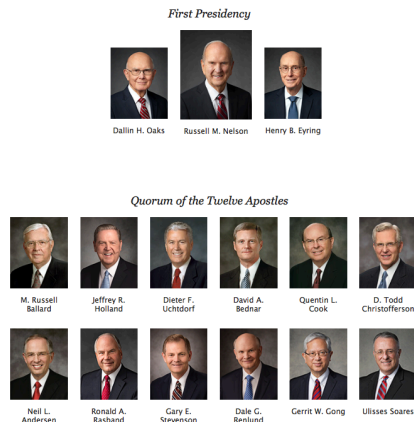 First Presidency
Dallin H. Oaks
Russell M. Nelson
Henry B. Eyring
Quorum of the Twelve Apostles
M. Russell
Ballard
Jeffrey R.
Holland
Dieter F.
Uchtdorf
David A.
Bednar
Quentin L.
Cook
D. Todd
Christofferson
Neil L.
Andersen
Ronald A.
Rasband
Gary E.
Stevenson
Dale G.
Renlund
Gerrit W. Gong
Ulisses Soares